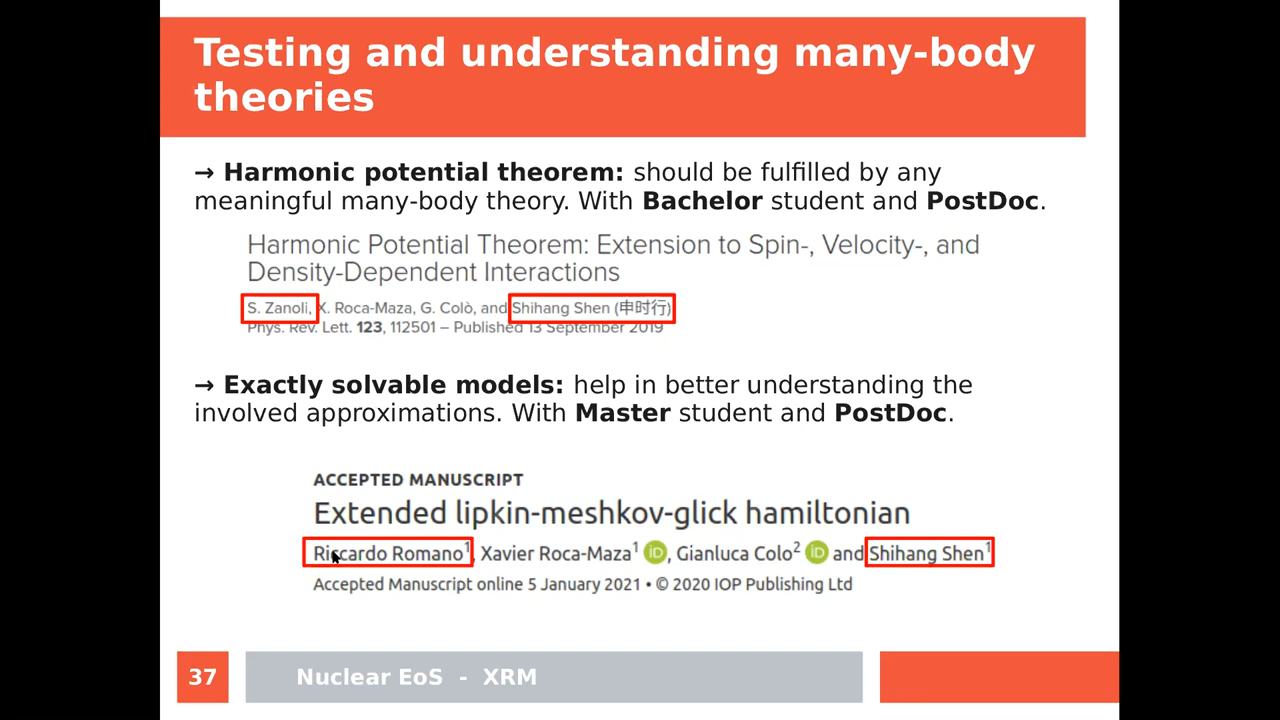 Testing and understanding many-body
theories
→ Harmonic potential theorem: should be fulfilled by any
meaningful many-body theory. With Bachelor student and PostDoc.
Harmonic Potential Theorem: Extension to Spin-, Velocity-, and
Density-Dependent Interactions
S. Zanoli, X. Roca-Maza, G. Colò, and Shihang Shen (申时行)
Phys. Rev. Lett. 123, 112501 – Published 13 September 2019
→ Exactly solvable models: help in better understanding the
involved approximations. With Master student and PostDoc.
ACCEPTED MANUSCRIPT
Extended lipkin-meshkov-glick hamiltonian
Riccardo Romano¹, Xavier Roca-Maza¹ iD, Gianluca Colo² iD and Shihang Shen¹
Accepted Manuscript online 5 January 2021 • © 2020 IOP Publishing Ltd
37 Nuclear EoS - XRM